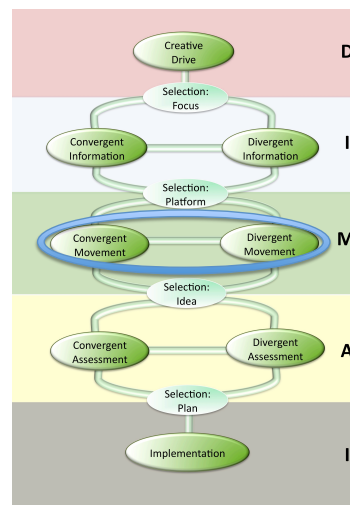 Creative
Drive
D
Selection:
Focus
Convergent
Information
Divergent
Information
I
Selection:
Platform
Convergent
Movement
Divergent
Movement
M
Selection:
Idea
Convergent
Assessment
Divergent
Assessment
A
Selection:
Plan
Implementation
I